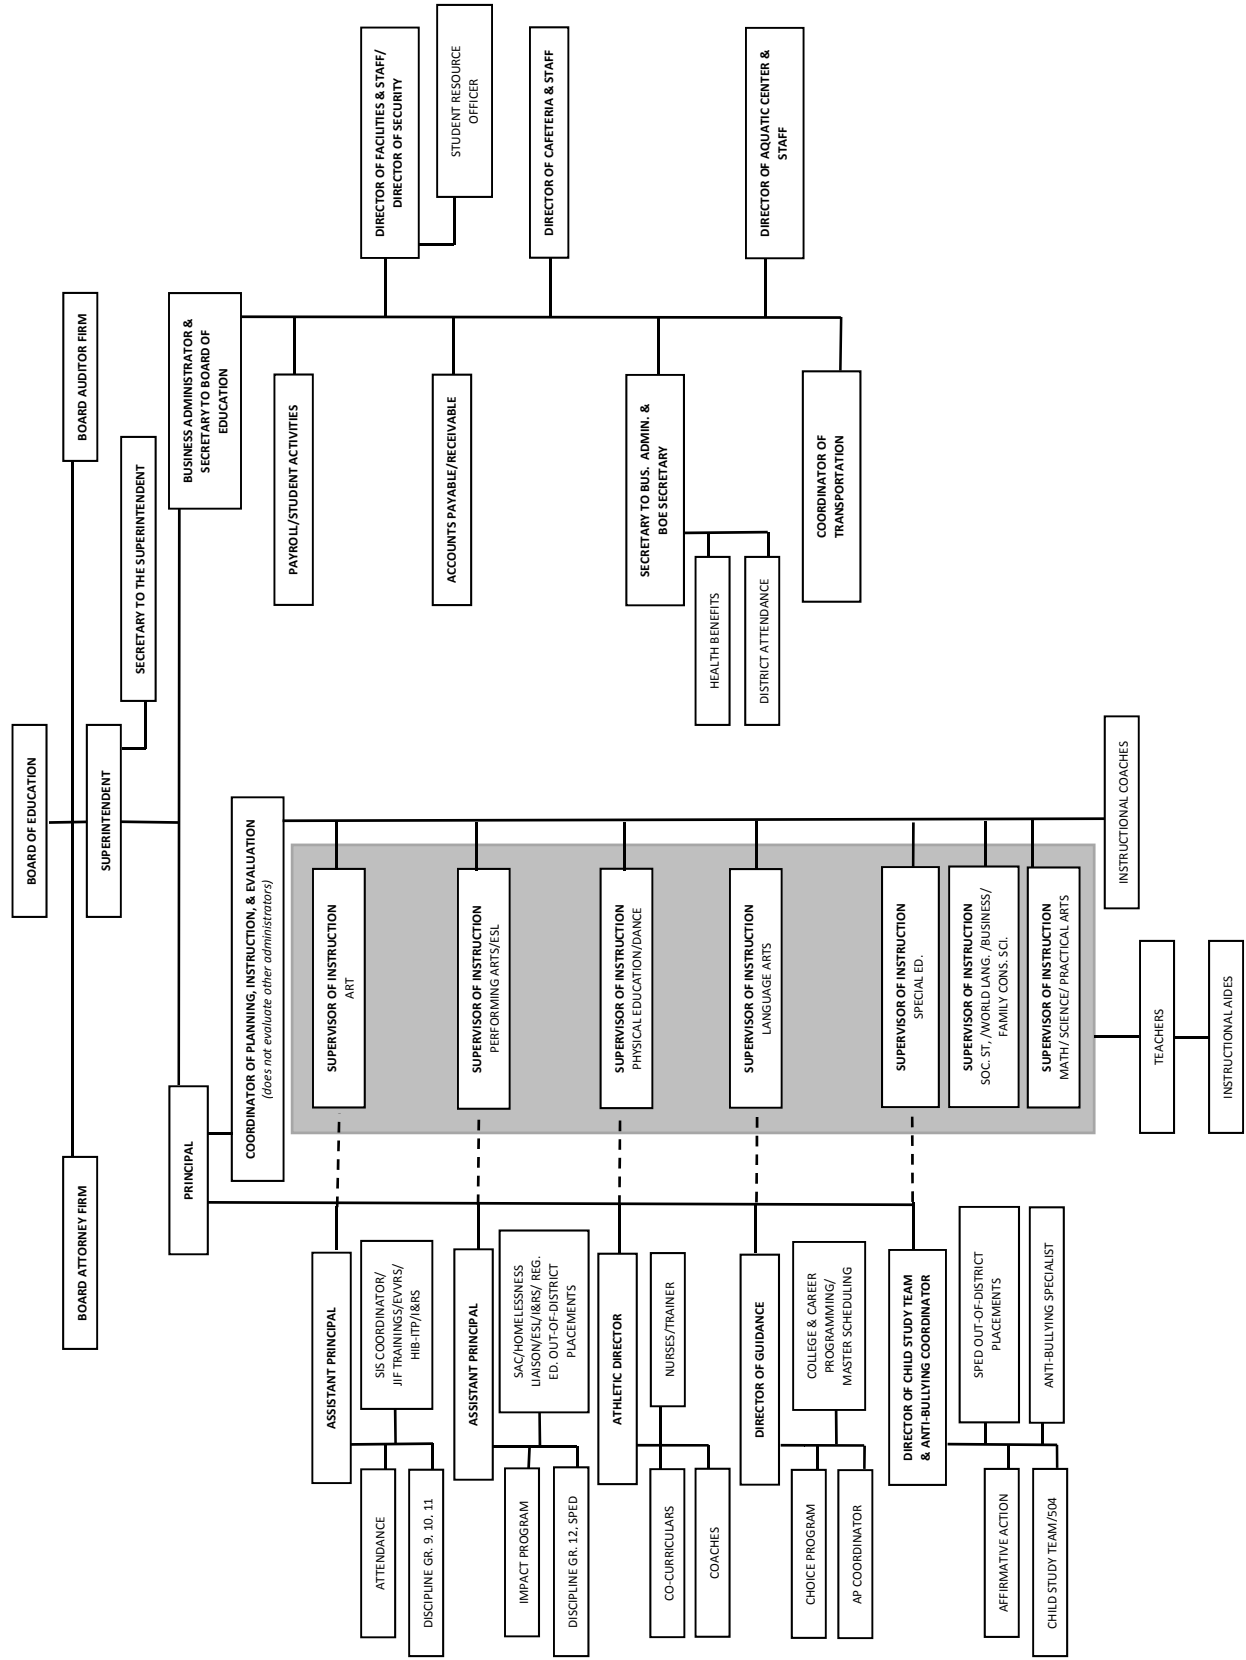 BOARD OF EDUCATION
BOARD ATTORNEY FIRM
BOARD AUDITOR FIRM
SUPERINTENDENT
SECRETARY TO THE SUPERINTENDENT
PRINCIPAL
BUSINESS ADMINISTRATOR &
SECRETARY TO BOARD OF
EDUCATION
COORDINATOR OF PLANNING, INSTRUCTION, & EVALUATION
(does not evaluate other administrators)
ASSISTANT PRINCIPAL
SIS COORDINATOR/
JIF TRAININGS/EVVRS/
HIB-ITP/I&RS
ATTENDANCE
DISCIPLINE GR. 9, 10, 11
ASSISTANT PRINCIPAL
SAC/HOMELESSNESS
LIAISON/ESL/I&RS/ REG.
ED. OUT-OF-DISTRICT
PLACEMENTS
IMPACT PROGRAM
DISCIPLINE GR. 12, SPED
ATHLETIC DIRECTOR
NURSES/TRAINER
CO-CURRICULARS
COACHES
DIRECTOR OF GUIDANCE
COLLEGE & CAREER
PROGRAMMING/
MASTER SCHEDULING
CHOICE PROGRAM
AP COORDINATOR
DIRECTOR OF CHILD STUDY TEAM
& ANTI-BULLYING COORDINATOR
SPED OUT-OF-DISTRICT
PLACEMENTS
ANTI-BULLYING SPECIALIST
AFFIRMATIVE ACTION
CHILD STUDY TEAM/504
SUPERVISOR OF INSTRUCTION
ART
SUPERVISOR OF INSTRUCTION
PERFORMING ARTS/ESL
SUPERVISOR OF INSTRUCTION
PHYSICAL EDUCATION/DANCE
SUPERVISOR OF INSTRUCTION
LANGUAGE ARTS
SUPERVISOR OF INSTRUCTION
SPECIAL ED.
SUPERVISOR OF INSTRUCTION
SOC. ST, /WORLD LANG. /BUSINESS/
FAMILY CONS. SCI.
SUPERVISOR OF INSTRUCTION
MATH/ SCIENCE/ PRACTICAL ARTS
INSTRUCTIONAL COACHES
TEACHERS
INSTRUCTIONAL AIDES
PAYROLL/STUDENT ACTIVITIES
ACCOUNTS PAYABLE/RECEIVABLE
SECRETARY TO BUS. ADMIN. &
BOE SECRETARY
HEALTH BENEFITS
DISTRICT ATTENDANCE
COORDINATOR OF
TRANSPORTATION
DIRECTOR OF FACILITIES & STAFF/
DIRECTOR OF SECURITY
STUDENT RESOURCE
OFFICER
DIRECTOR OF CAFETERIA & STAFF
DIRECTOR OF AQUATIC CENTER &
STAFF